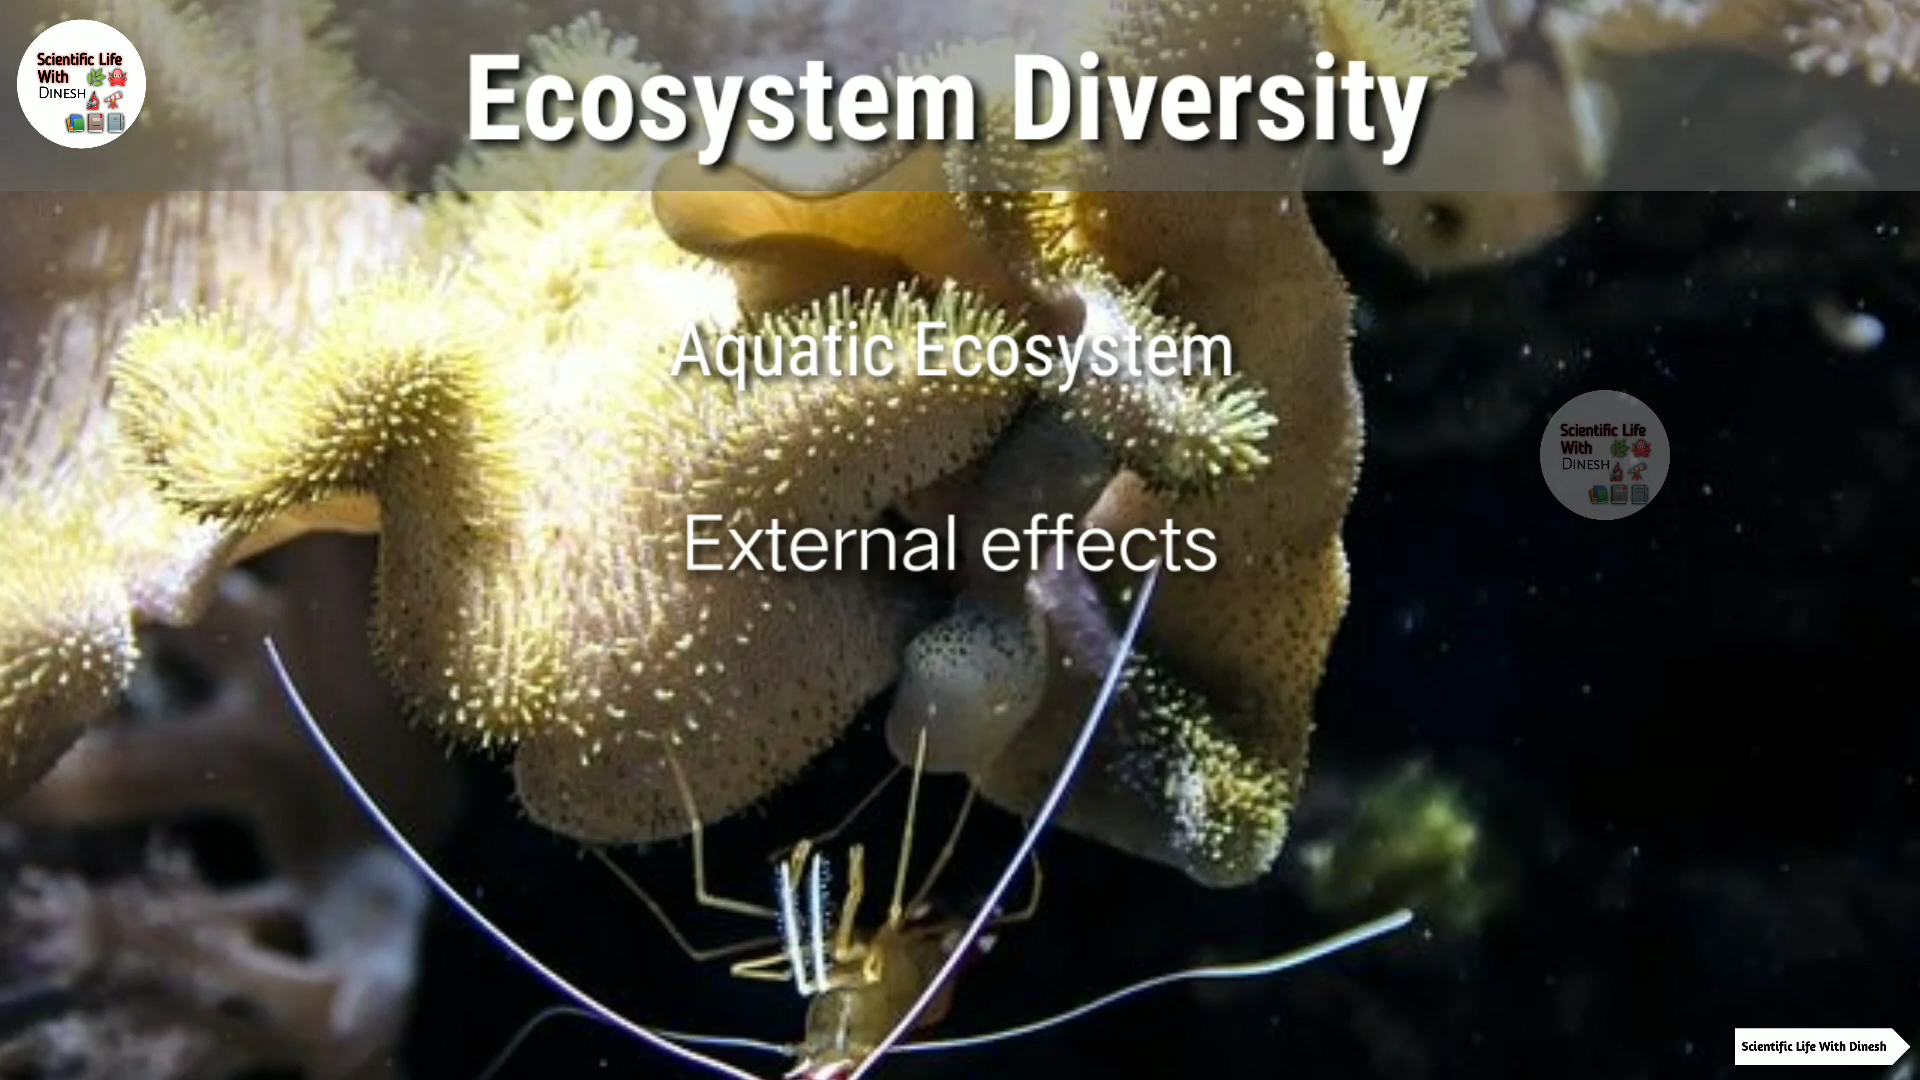 Scientific Life
With
DINESH
Ecosystem Diversity
Aquatic Ecosystem
Scientific Life
With
DINESH
External effects
Scientific Life With Dinesh